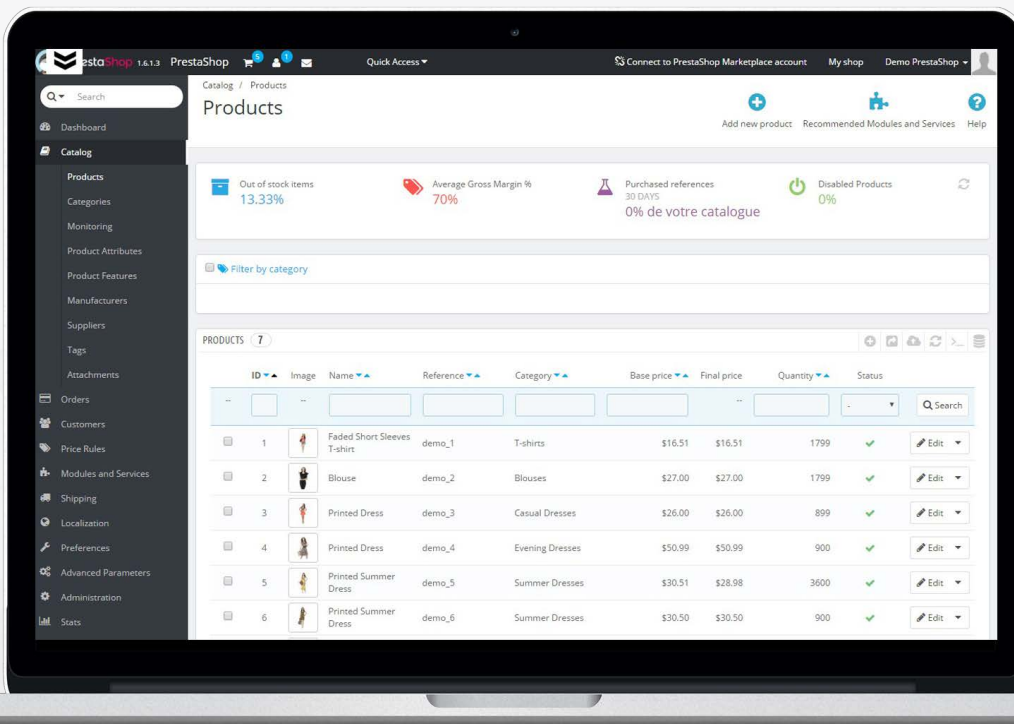 estaShop 1.6.1.3 PrestaShop 5 1 Quick Access Connect to PrestaShop Marketplace account My shop Demo PrestaShop
Search
Dashboard
Catalog
Products
Categories
Monitoring
Product Attributes
Product Features
Manufacturers
Suppliers
Tags
Attachments
Orders
Customers
Price Rules
Modules and Services
Shipping
Localization
Preferences
Advanced Parameters
Administration
Stats
Catalog / Products
Products
Add new product Recommended Modules and Services Help
Out of stock items
13.33%
Average Gross Margin %
70%
Purchased references
30 DAYS
0% de votre catalogue
Disabled Products
0%
Filter by category
PRODUCTS 7
ID Image Name Reference Category Base price Final price Quantity Status
-- -- -- - Search
1 Faded Short Sleeves T-shirt demo_1 T-shirts $16.51 $16.51 1799 Edit
2 Blouse demo_2 Blouses $27.00 $27.00 1799 Edit
3 Printed Dress demo_3 Casual Dresses $26.00 $26.00 899 Edit
4 Printed Dress demo_4 Evening Dresses $50.99 $50.99 900 Edit
5 Printed Summer Dress demo_5 Summer Dresses $30.51 $28.98 3600 Edit
6 Printed Summer Dress demo_6 Summer Dresses $30.50 $30.50 900 Edit